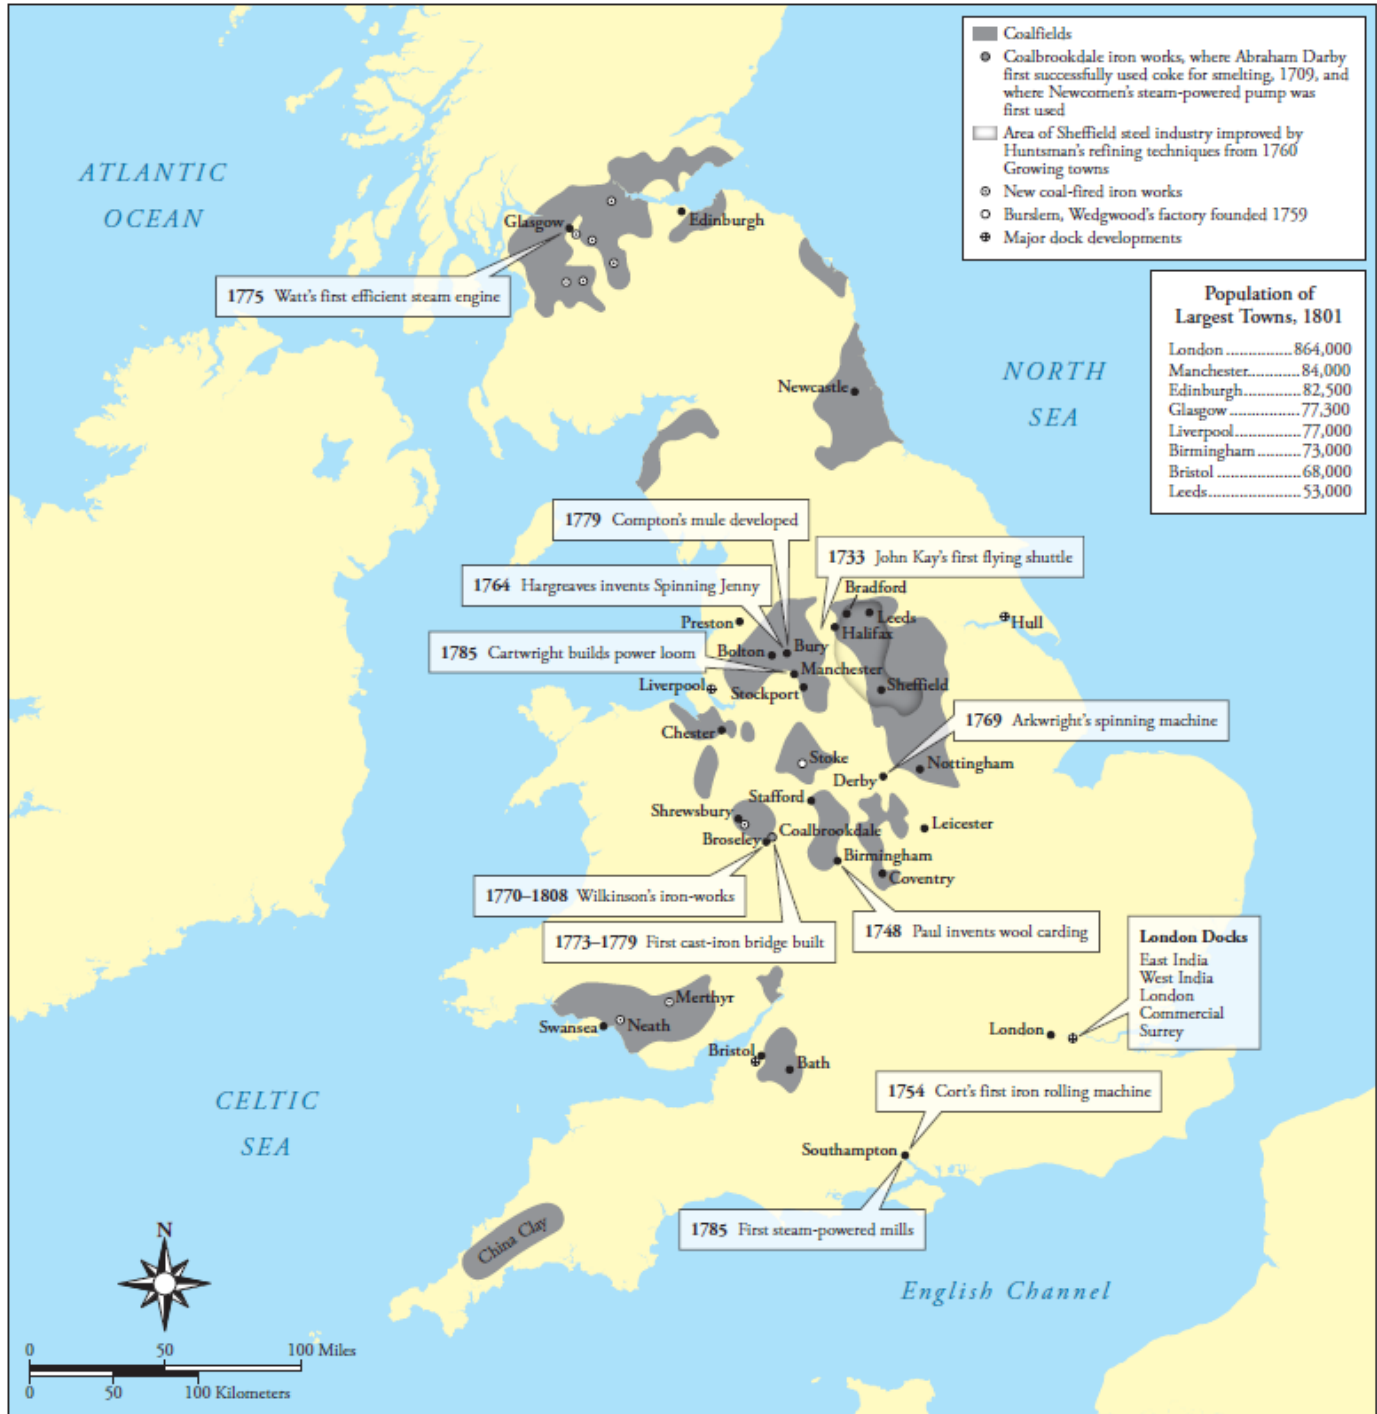 Coalfields
Coalbrookdale iron works, where Abraham Darby
first successfully used coke for smelting, 1709, and
where Newcomen's steam-powered pump was
first used
Area of Sheffield steel industry improved by
Huntsman's refining techniques from 1760
Growing towns
New coal-fired iron works
Burslem, Wedgwood's factory founded 1759
Major dock developments
Population of
Largest Towns, 1801
London ................ 864,000
Manchester............. 84,000
Edinburgh.............. 82,500
Glasgow ................. 77,300
Liverpool................ 77,000
Birmingham ........... 73,000
Bristol ..................... 68,000
Leeds....................... 53,000
ATLANTIC
OCEAN
Glasgow
Edinburgh
1775 Watt's first efficient steam engine
NORTH
SEA
Newcastle
1779 Compton's mule developed
1733 John Kay's first flying shuttle
1764 Hargreaves invents Spinning Jenny
Bradford
Leeds
Halifax
Hull
Preston
1785 Cartwright builds power loom
Bolton
Bury
Manchester
Liverpool
Stockport
Sheffield
1769 Arkwright's spinning machine
Chester
Stoke
Nottingham
Derby
Stafford
Shrewsbury
Leicester
Broseley
Coalbrookdale
Birmingham
Coventry
1770–1808 Wilkinson's iron-works
1773–1779 First cast-iron bridge built
1748 Paul invents wool carding
London Docks
East India
West India
London
Commercial
Surrey
Merthyr
Swansea
Neath
London
Bristol
Bath
CELTIC
SEA
1754 Cort's first iron rolling machine
Southampton
1785 First steam-powered mills
China Clay
English Channel
N
0 50 100 Miles
0 50 100 Kilometers